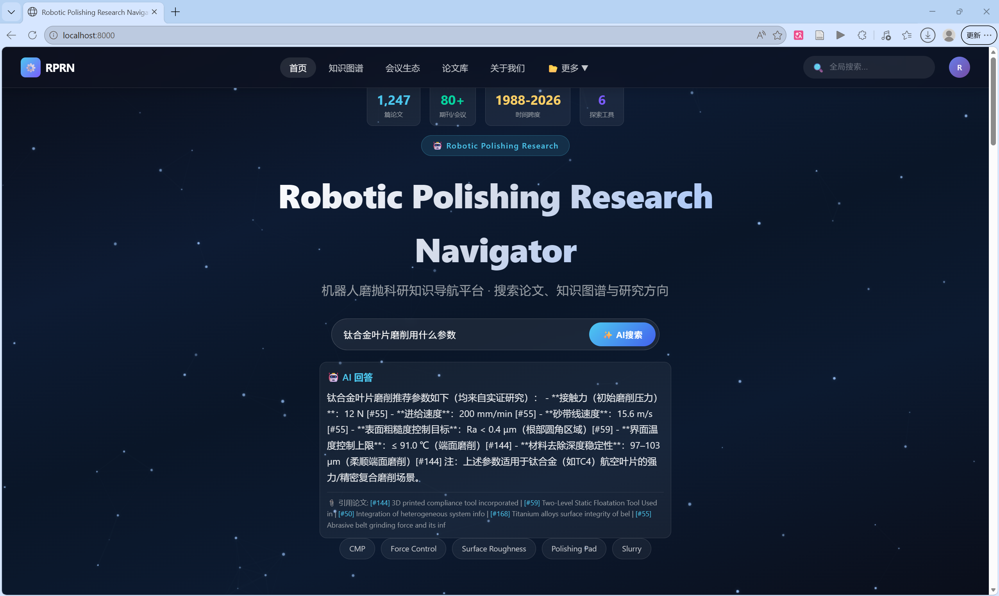 Robotic Polishing Research Naviga
localhost:8000
更新
RPRN
首页 知识图谱 会议生态 论文库 关于我们 更多 ▼
全局搜索...
R
1,247 80+ 1988-2026 6
篇论文 期刊/会议 时间跨度 探索工具
Robotic Polishing Research
Robotic Polishing Research
Navigator
机器人磨抛科研知识导航平台 · 搜索论文、知识图谱与研究方向
钛合金叶片磨削用什么参数
✨ AI搜索
AI 回答
钛合金叶片磨削推荐参数如下（均来自实证研究）： - **接触力（初始磨削压力）
**：12 N [#55] - **进给速度**：200 mm/min [#55] - **砂带线速度**：15.6 m/s
[#55] - **表面粗糙度控制目标**：Ra < 0.4 μm（根部圆角区域）[#59] - **界面温
度控制上限**：≤ 91.0 ℃（端面磨削）[#144] - **材料去除深度稳定性**：97–103
μm（柔顺端面磨削）[#144] 注：上述参数适用于钛合金（如TC4）航空叶片的强
力/精密复合磨削场景。
引用论文: [#144] 3D printed compliance tool incorporated | [#59] Two-Level Static Floatation Tool Used
in | [#50] Integration of heterogeneous system info | [#168] Titanium alloys surface integrity of bel | [#55]
Abrasive belt grinding force and its inf
CMP Force Control Surface Roughness Polishing Pad Slurry